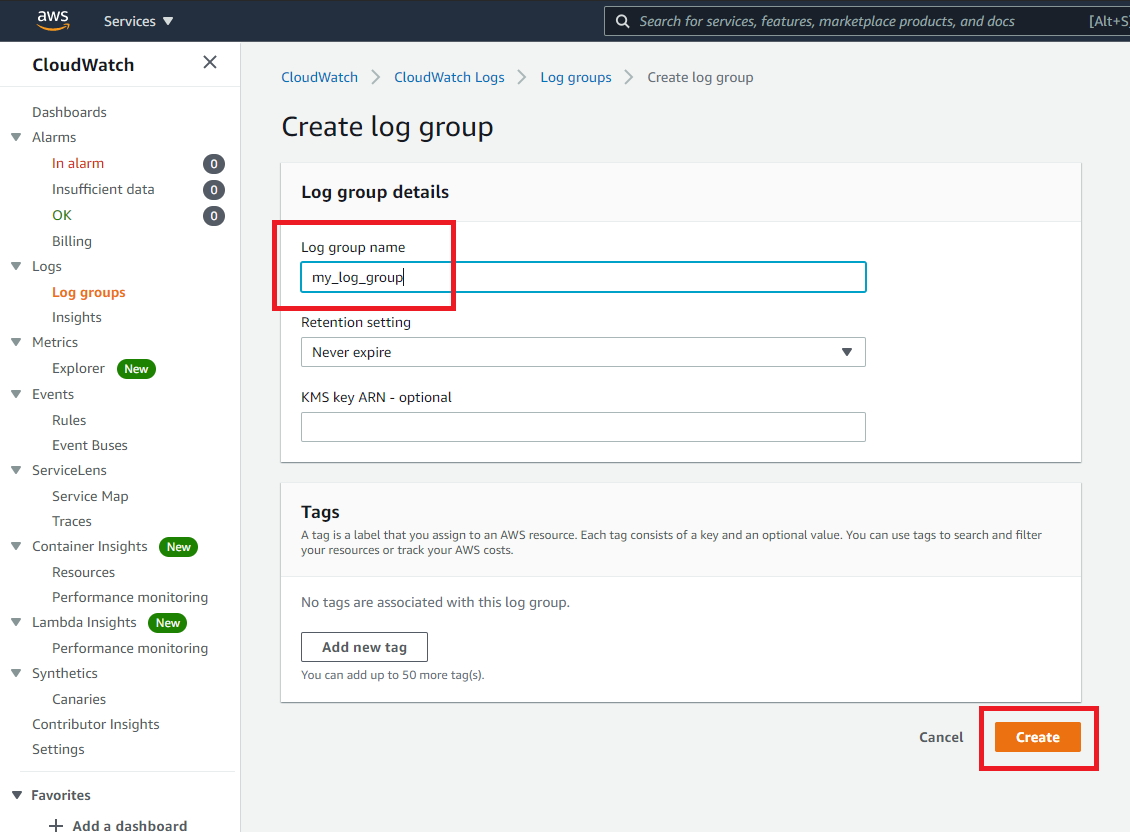 aws
Services
Search for services, features, marketplace products, and docs
[Alt+S
CloudWatch
Dashboards
Alarms
In alarm 0
Insufficient data 0
OK 0
Billing
Logs
Log groups
Insights
Metrics
Explorer New
Events
Rules
Event Buses
ServiceLens
Service Map
Traces
Container Insights New
Resources
Performance monitoring
Lambda Insights New
Performance monitoring
Synthetics
Canaries
Contributor Insights
Settings
Favorites
Add a dashboard
CloudWatch
CloudWatch Logs
Log groups
Create log group
Create log group
Log group details
Log group name
my_log_group
Retention setting
Never expire
KMS key ARN - optional
Tags
A tag is a label that you assign to an AWS resource. Each tag consists of a key and an optional value. You can use tags to search and filter
your resources or track your AWS costs.
No tags are associated with this log group.
Add new tag
You can add up to 50 more tag(s).
Cancel
Create